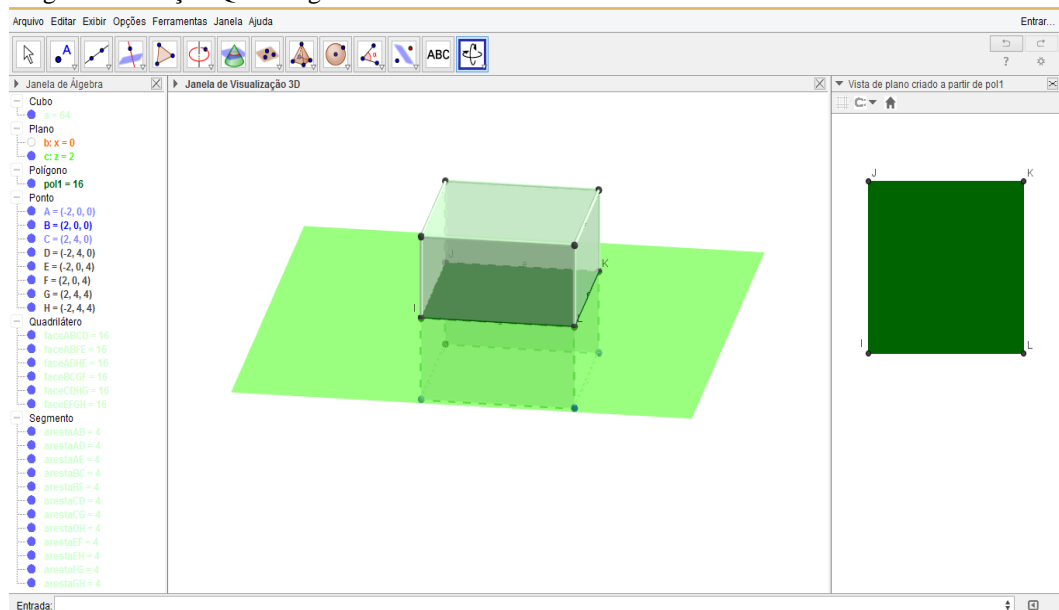 Arquivo Editar Exibir Opções Ferramentas Janela Ajuda
Entrar...
A
ABC
?
Janela de Álgebra
Cubo
a = 64
Plano
b: x = 0
c: z = 2
Polígono
pol1 = 16
Ponto
A = (-2, 0, 0)
B = (2, 0, 0)
C = (2, 4, 0)
D = (-2, 4, 0)
E = (-2, 0, 4)
F = (2, 0, 4)
G = (2, 4, 4)
H = (-2, 4, 4)
Quadrilátero
faceABCD = 16
faceABFE = 16
faceADHE = 16
faceBCGF = 16
faceCDHG = 16
faceEFGH = 16
Segmento
arestaAB = 4
arestaAD = 4
arestaAE = 4
arestaBC = 4
arestaBF = 4
arestaCD = 4
arestaCG = 4
arestaDH = 4
arestaEF = 4
arestaEH = 4
arestaFG = 4
arestaGH = 4
Janela de Visualização 3D
J
K
I
L
Vista de plano criado a partir de pol1
J
K
I
L
Entrada: